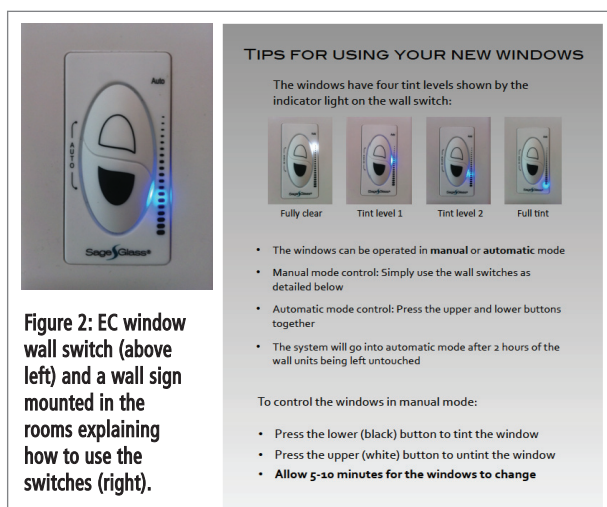 Auto
AUTO
SageGlass®
Figure 2: EC window
wall switch (above
left) and a wall sign
mounted in the
rooms explaining
how to use the
switches (right).
TIPS FOR USING YOUR NEW WINDOWS
The windows have four tint levels shown by the
indicator light on the wall switch:
SageGlass
SageGlass
SageGlass
SageGlass
Fully clear
Tint level 1
Tint level 2
Full tint
• The windows can be operated in manual or automatic mode
• Manual mode control: Simply use the wall switches as
detailed below
• Automatic mode control: Press the upper and lower buttons
together
• The system will go into automatic mode after 2 hours of the
wall units being left untouched
To control the windows in manual mode:
• Press the lower (black) button to tint the window
• Press the upper (white) button to untint the window
• Allow 5-10 minutes for the windows to change